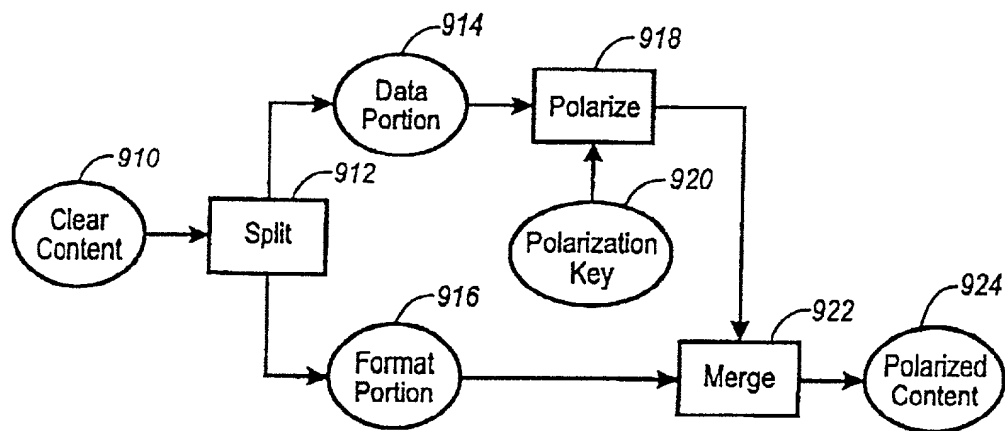 914
Data
Portion
918
Polarize
910
Clear
Content
912
Split
920
Polarization
Key
916
Format
Portion
922
Merge
924
Polarized
Content